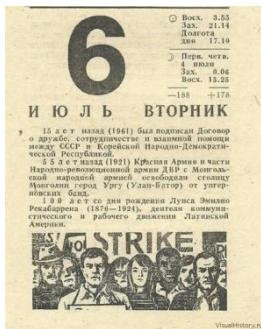 6
Восх. 3.55
Зах. 21.14
Долгота
дня 17.19
Перв. четв.
4 июля
Зах. 0.06
Восх. 13.25
—188 +178
ИЮЛЬ ВТОРНИК
15 лет назад (1961) был подписан Договор
о дружбе, сотрудничестве и взаимной помощи
между СССР и Корейской Народно-Демократи-
ческой Республикой.
55 лет назад (1921) Красная Армия и части
Народно-революционной армии ДВР с Монголь-
ской народной армией освободили столицу
Монголии город Ургу (Улан-Батор) от унгер-
новских банд.
100 лет со дня рождения Луиса Эмилио
Рекабаррена (1876—1924), деятеля коммуни-
стического и рабочего движения Латинской
Америки.
STRIKE
VisualHistory.ru